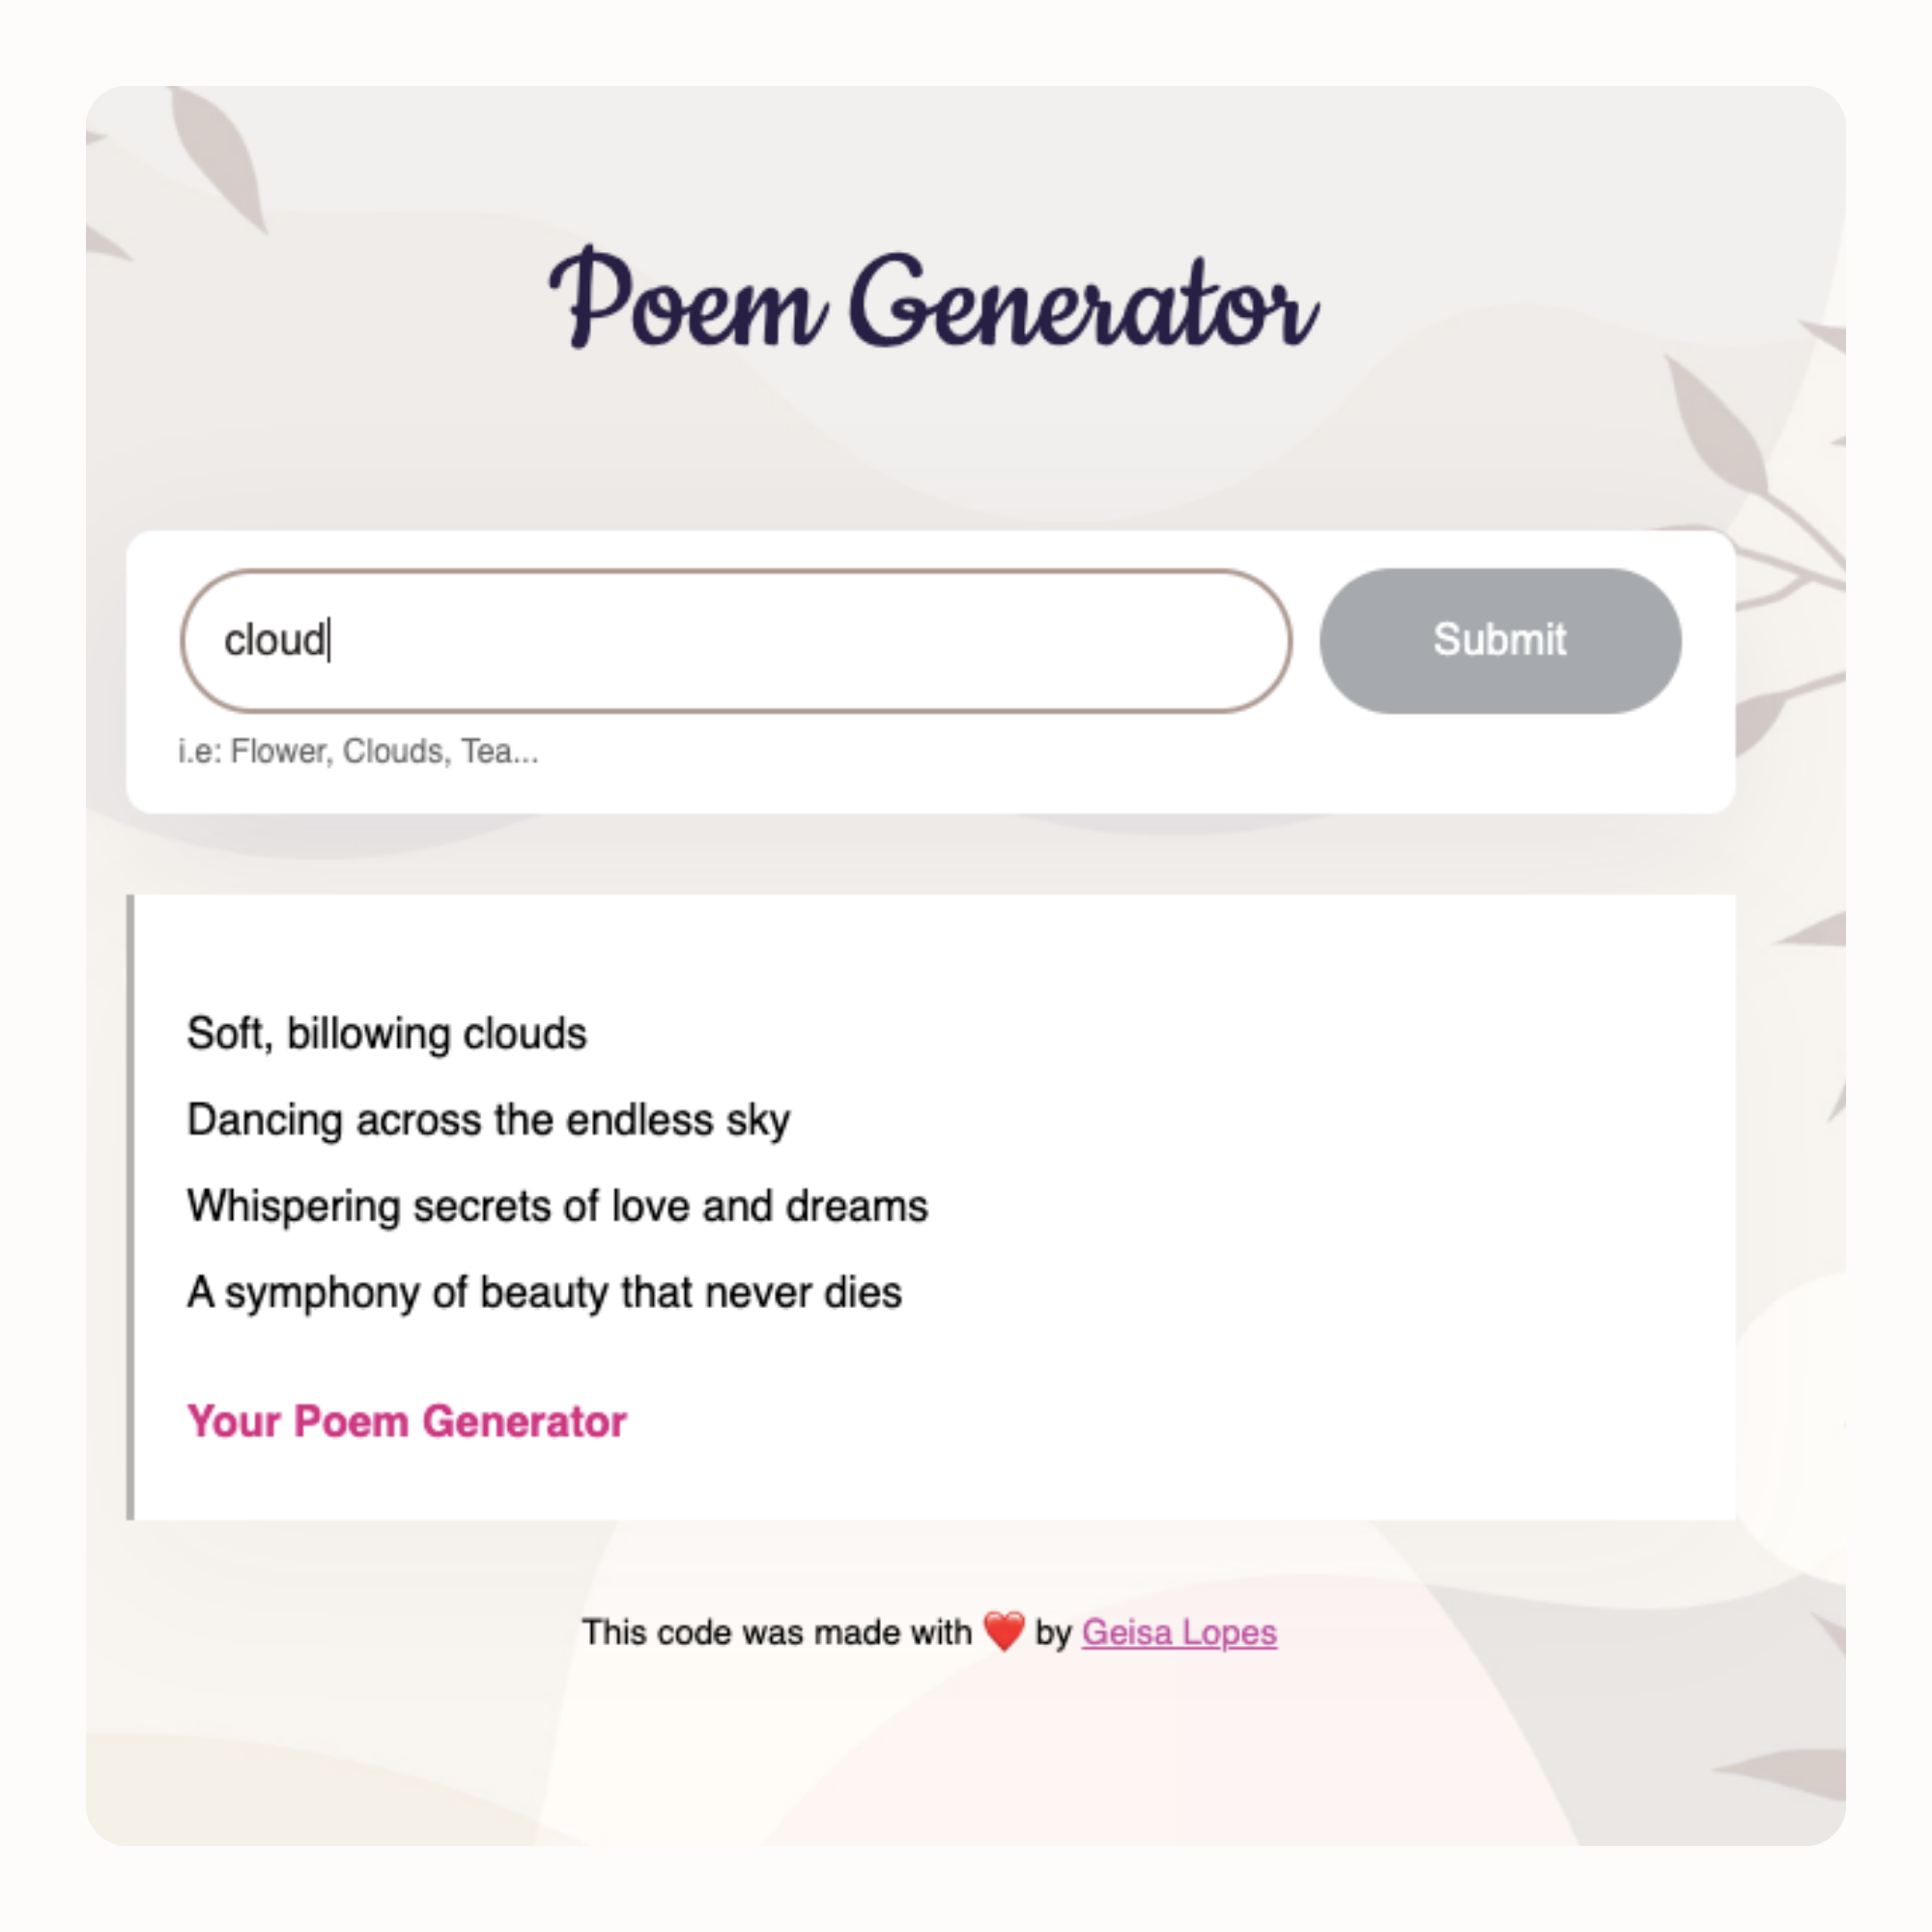 Poem Generator
cloud
Submit
i.e: Flower, Clouds, Tea...
Soft, billowing clouds
Dancing across the endless sky
Whispering secrets of love and dreams
A symphony of beauty that never dies
Your Poem Generator
This code was made with ❤️ by Geisa Lopes